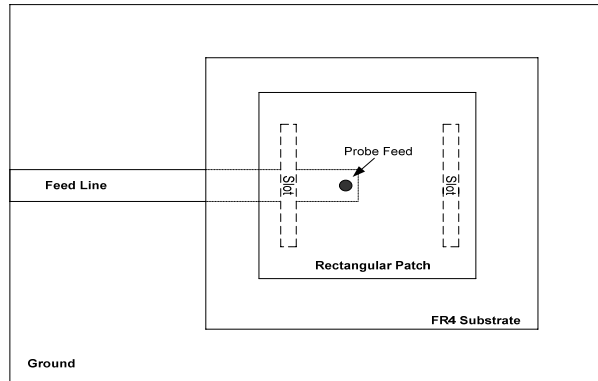 Probe Feed
Feed Line
Slot
Slot
Rectangular Patch
FR4 Substrate
Ground